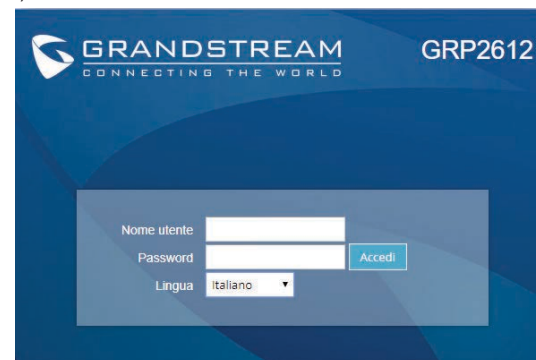 GRANDSTREAM
CONNECTING THE WORLD
GRP2612
Nome utente
Password
Accedi
Lingua
Italiano